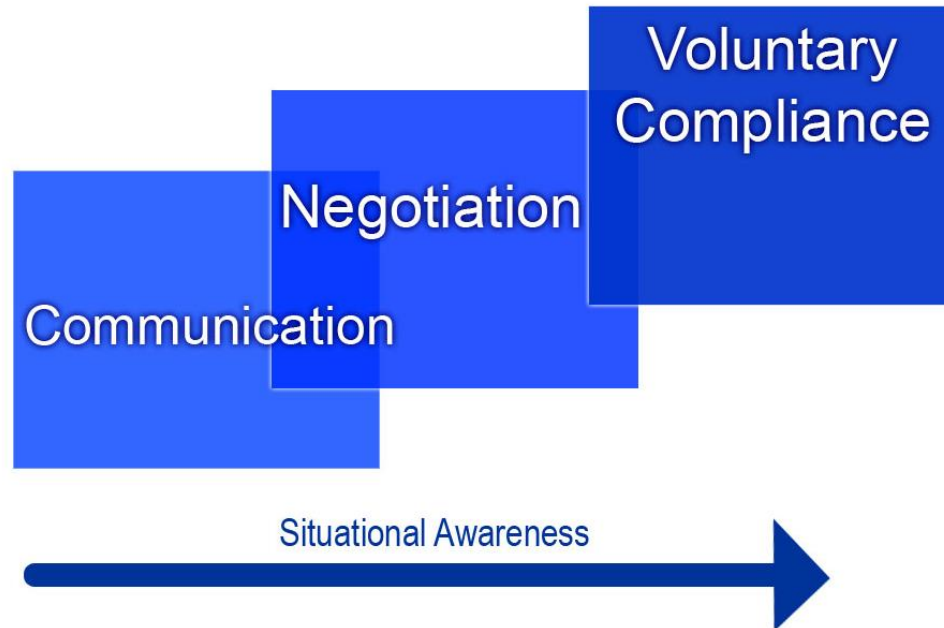 Voluntary
Compliance
Negotiation
Communication
Situational Awareness